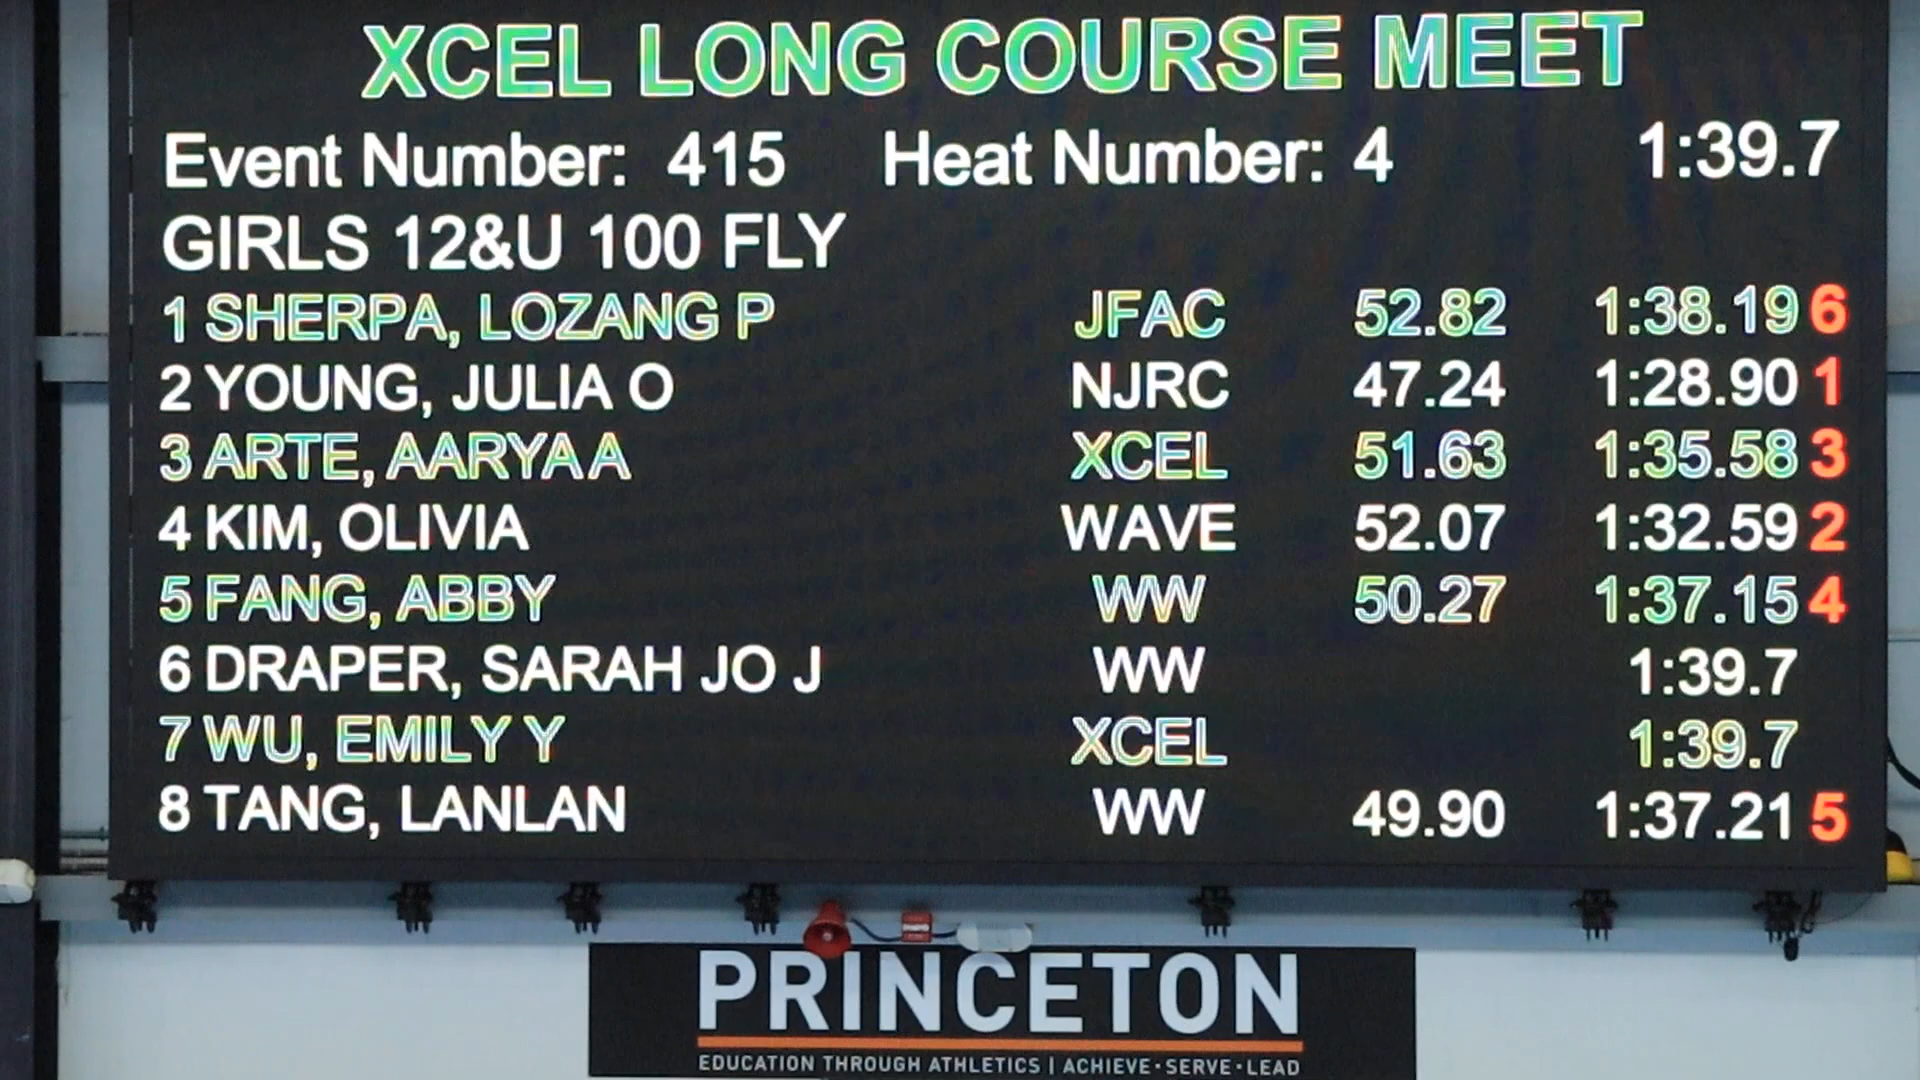 XCEL LONG COURSE MEET
Event Number: 415 Heat Number: 4 1:39.7
GIRLS 12&U 100 FLY
1 SHERPA, LOZANG P JFAC 52.82 1:38.19 6
2 YOUNG, JULIA O NJRC 47.24 1:28.90 1
3 ARTE, AARYA A XCEL 51.63 1:35.58 3
4 KIM, OLIVIA WAVE 52.07 1:32.59 2
5 FANG, ABBY WW 50.27 1:37.15 4
6 DRAPER, SARAH JO J WW 1:39.7
7 WU, EMILY Y XCEL 1:39.7
8 TANG, LANLAN WW 49.90 1:37.21 5
PRINCETON
EDUCATION THROUGH ATHLETICS | ACHIEVE · SERVE · LEAD